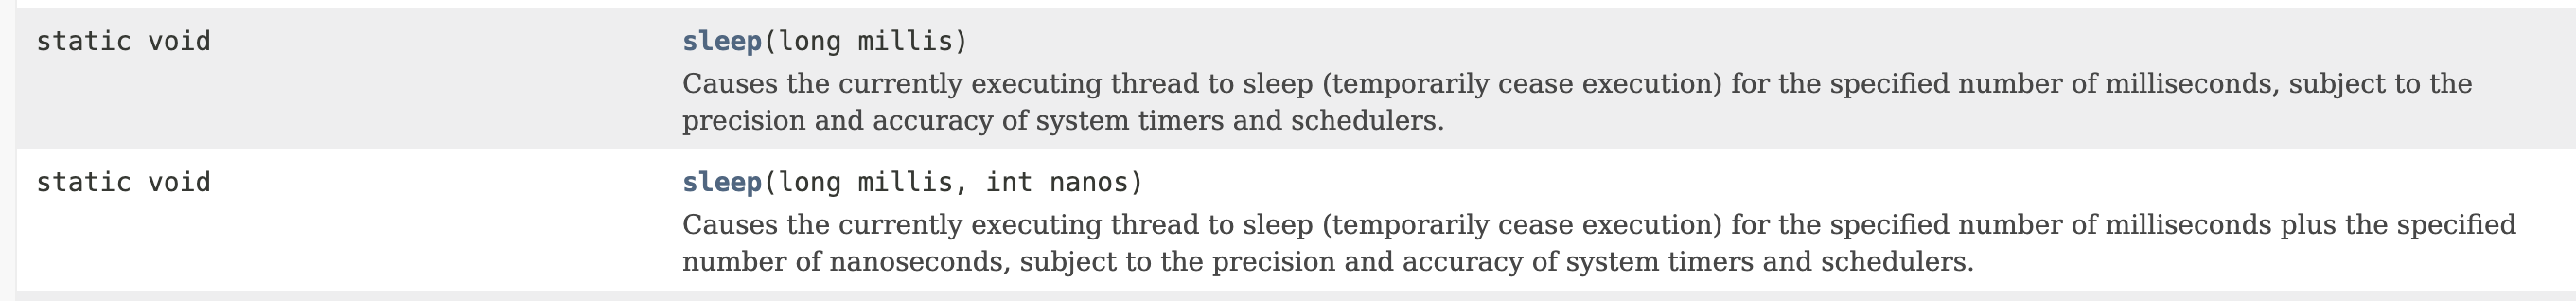 static void sleep(long millis)
Causes the currently executing thread to sleep (temporarily cease execution) for the specified number of milliseconds, subject to the
precision and accuracy of system timers and schedulers.
static void sleep(long millis, int nanos)
Causes the currently executing thread to sleep (temporarily cease execution) for the specified number of milliseconds plus the specified
number of nanoseconds, subject to the precision and accuracy of system timers and schedulers.